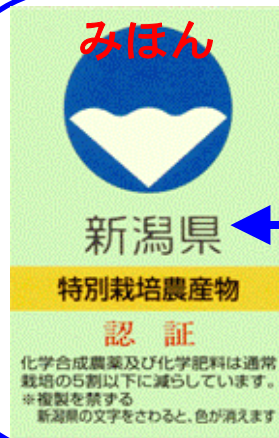 みほん
新潟県
特別栽培農産物
認 証
化学合成農薬及び化学肥料は通常
栽培の5割以下に減らしています。
※複製を禁ずる
新潟県の文字をさわると、色が消えます